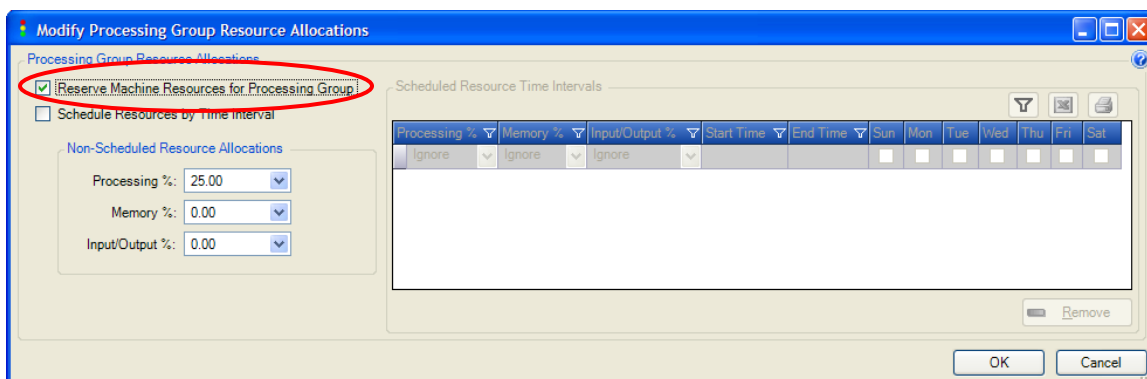 Modify Processing Group Resource Allocations
Processing Group Resource Allocations
Reserve Machine Resources for Processing Group
Schedule Resources by Time Interval
Non-Scheduled Resource Allocations
Processing %: 25.00
Memory %: 0.00
Input/Output %: 0.00
Scheduled Resource Time Intervals
Processing % Memory % Input/Output % Start Time End Time Sun Mon Tue Wed Thu Fri Sat
Ignore Ignore Ignore
Remove
OK Cancel